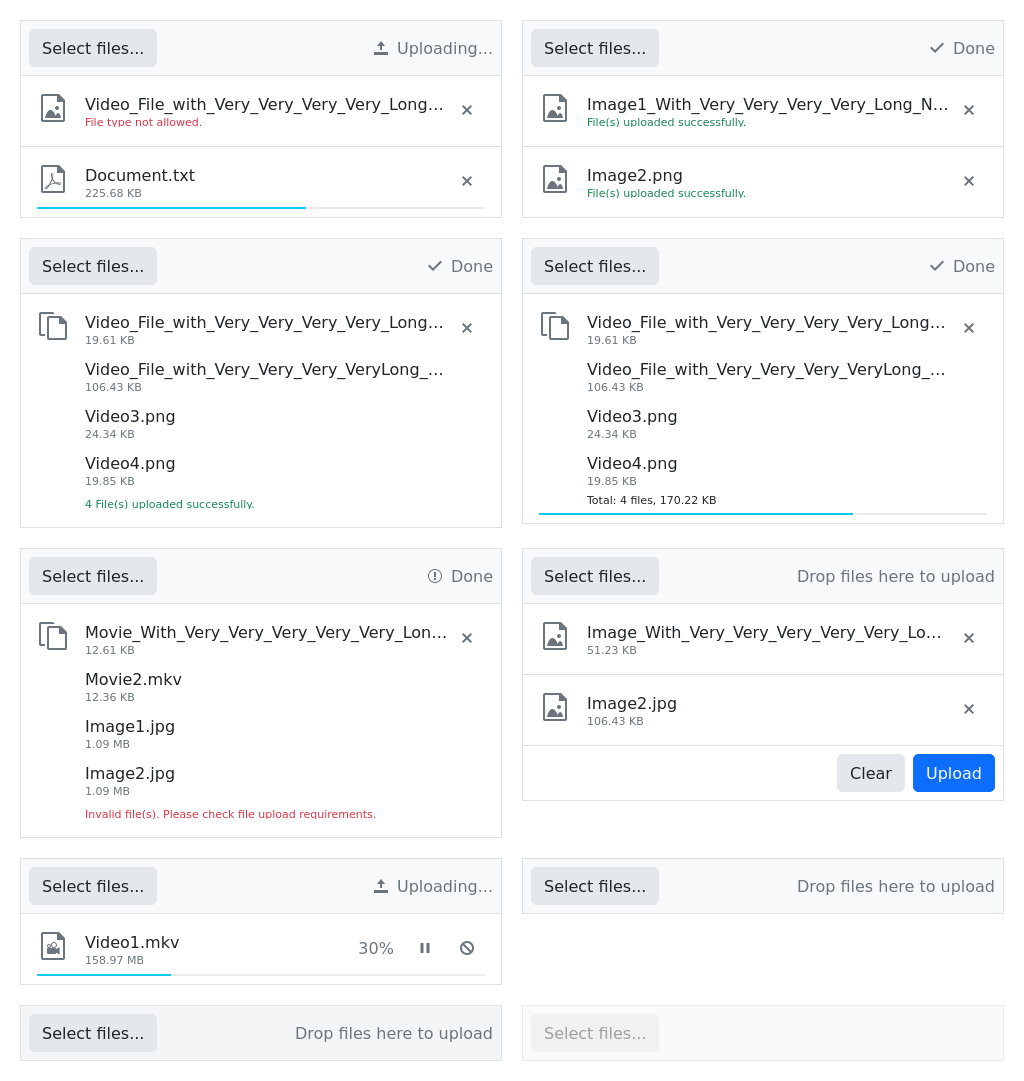 Select files...
Uploading...
Video_File_with_Very_Very_Very_Very_Long...
File type not allowed.
Document.txt
225.68 KB
Select files...
Done
Image1_With_Very_Very_Very_Very_Long_N...
File(s) uploaded successfully.
Image2.png
File(s) uploaded successfully.
Select files...
Done
Video_File_with_Very_Very_Very_Very_Long...
19.61 KB
Video_File_with_Very_Very_Very_VeryLong_...
106.43 KB
Video3.png
24.34 KB
Video4.png
19.85 KB
4 File(s) uploaded successfully.
Select files...
Done
Video_File_with_Very_Very_Very_Very_Long...
19.61 KB
Video_File_with_Very_Very_Very_VeryLong_...
106.43 KB
Video3.png
24.34 KB
Video4.png
19.85 KB
Total: 4 files, 170.22 KB
Select files...
Done
Movie_With_Very_Very_Very_Very_Very_Lon...
12.61 KB
Movie2.mkv
12.36 KB
Image1.jpg
1.09 MB
Image2.jpg
1.09 MB
Invalid file(s). Please check file upload requirements.
Select files...
Drop files here to upload
Image_With_Very_Very_Very_Very_Very_Lo...
51.23 KB
Image2.jpg
106.43 KB
Clear
Upload
Select files...
Uploading...
Video1.mkv
158.97 MB
30%
Select files...
Drop files here to upload
Select files...
Drop files here to upload
Select files...